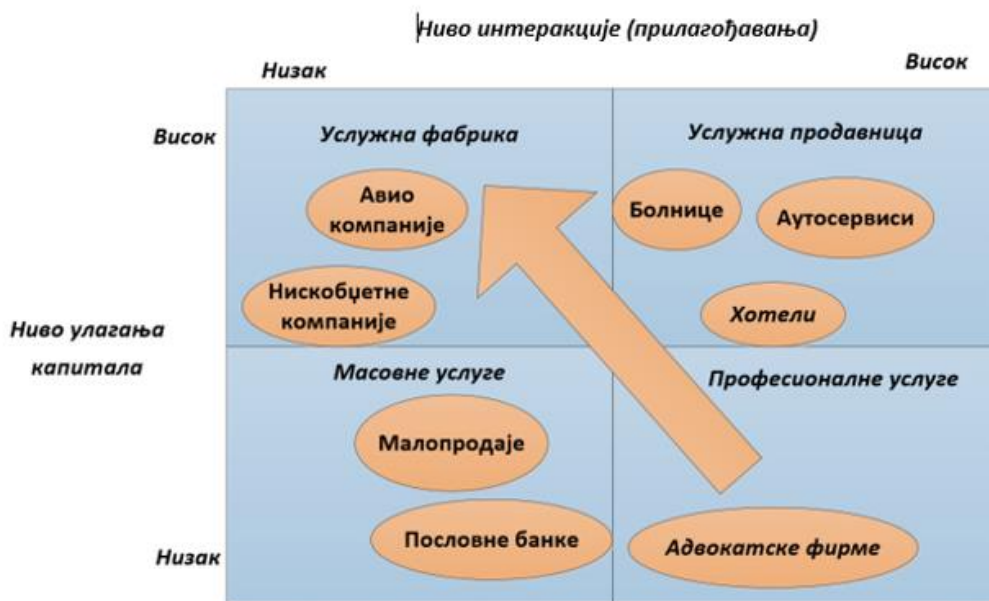 Ниво интеракције (прилагођавања)
Низак
Висок
Висок
Услужна фабрика
Услужна продавница
Авио
компаније
Болнице
Аутосервиси
Нискобџетне
компаније
Хотели
Ниво улагања
капитала
Масовне услуге
Професионалне услуге
Малопродаје
Пословне банке
Адвокатске фирме
Низак